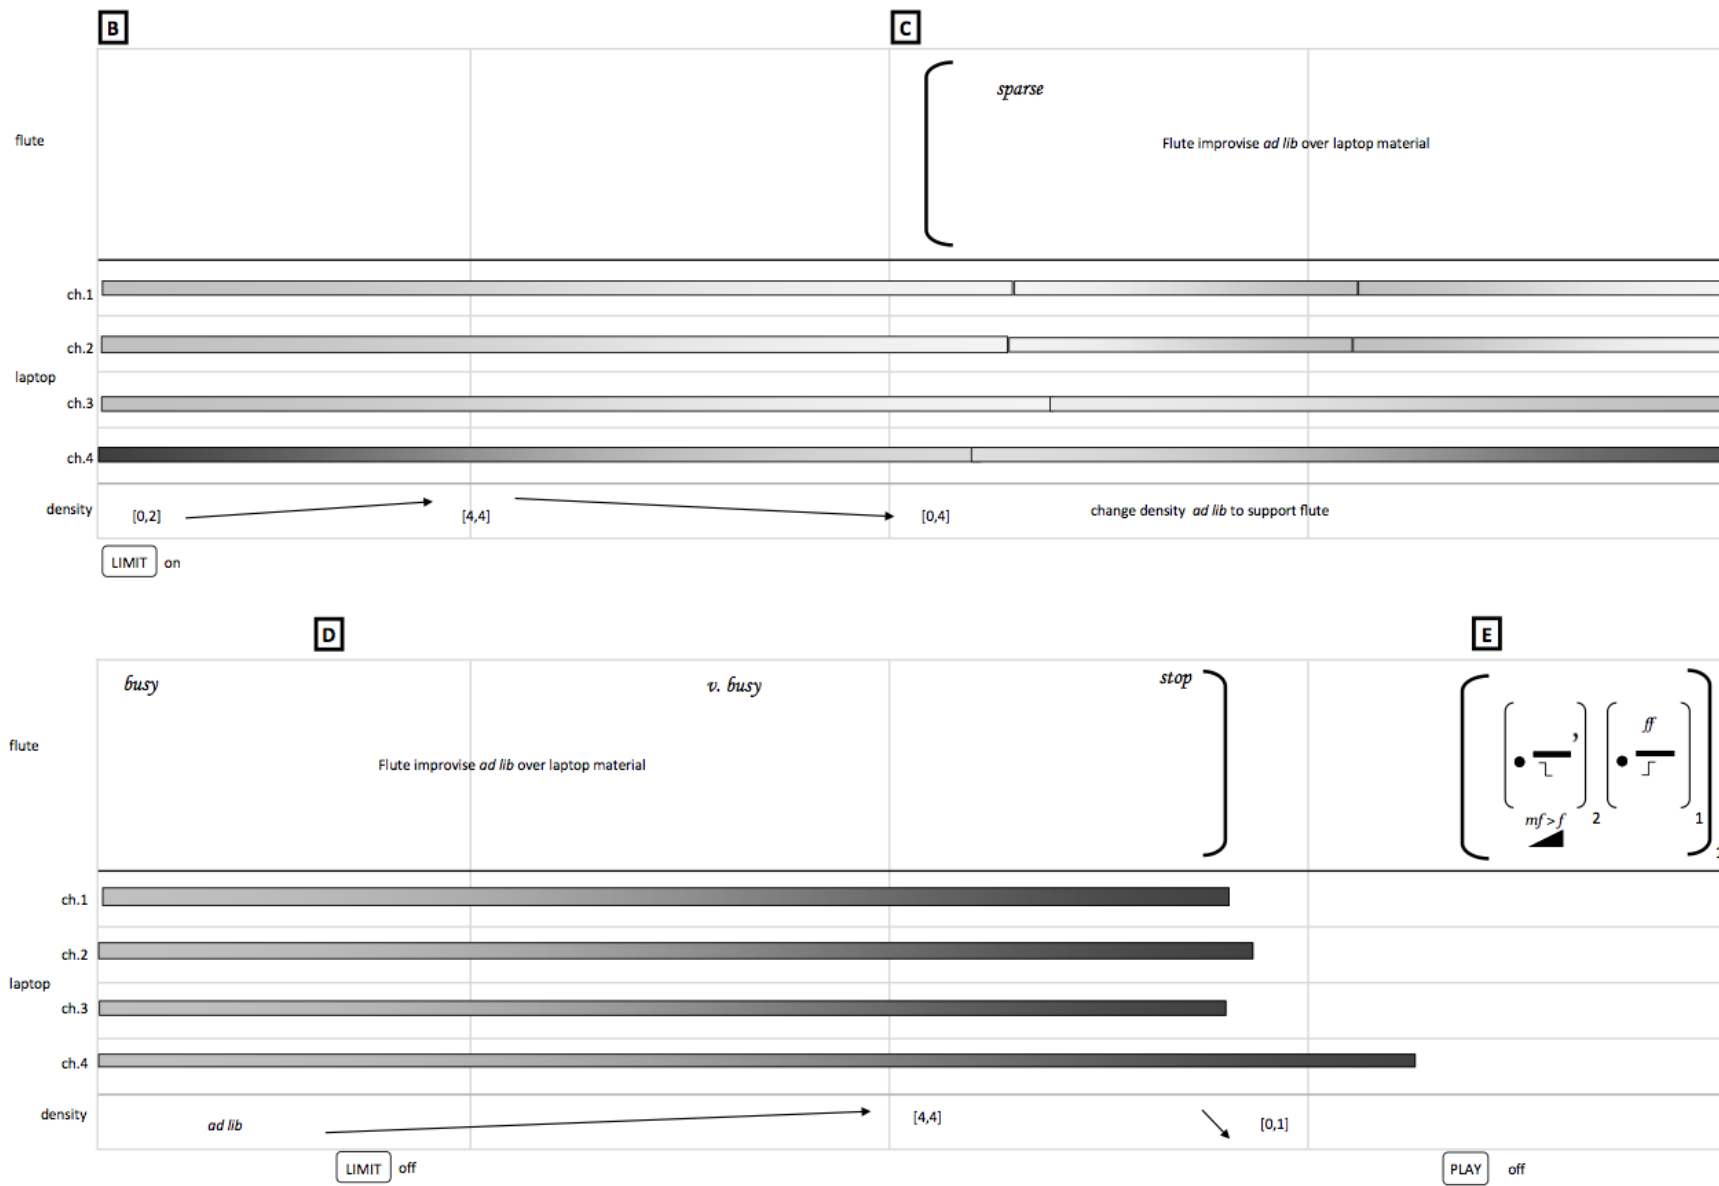 B C
sparse
flute
Flute improvise ad lib over laptop material
ch.1
ch.2
laptop
ch.3
ch.4
density [0,2] [4,4] [0,4] change density ad lib to support flute
LIMIT on
D E
busy v. busy stop
ff
flute
Flute improvise ad lib over laptop material
,
mf > f 2 1
ch.1
ch.2
laptop
ch.3
ch.4
density ad lib [4,4] [0,1]
LIMIT off PLAY off